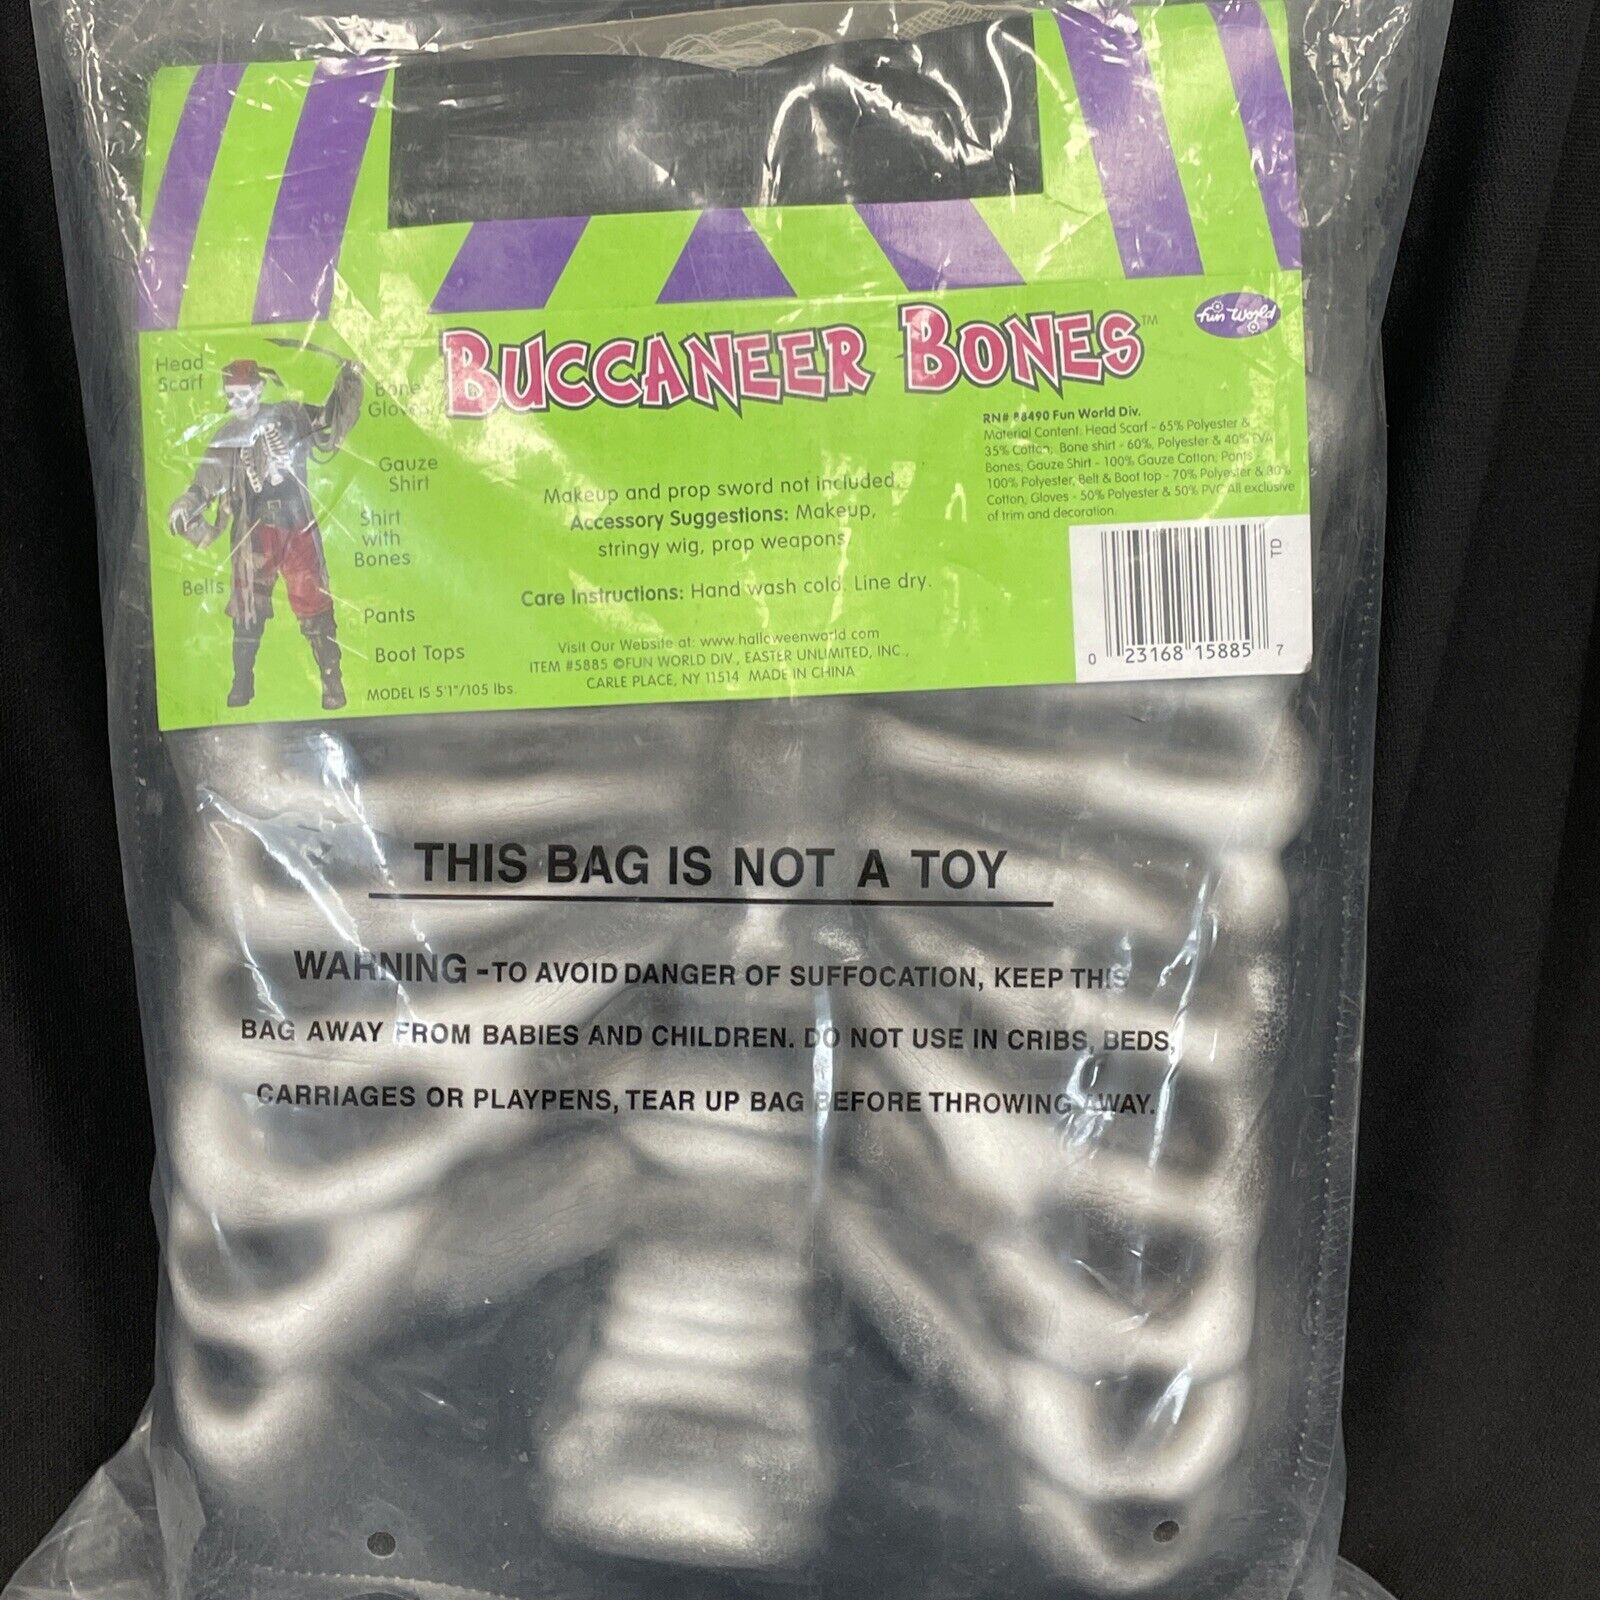 BUCCANEER BONES™
fun World
Head
Scarf
Bone
Gloves
Gauze
Shirt
Shirt
with
Bones
Belts
Pants
Boot Tops
MODEL IS 5'1"/105 lbs.
Makeup and prop sword not included.
Accessory Suggestions: Makeup,
stringy wig, prop weapons
Care Instructions: Hand wash cold. Line dry.
Visit Our Website at: www.halloweenworld.com
ITEM #5885 ©FUN WORLD DIV., EASTER UNLIMITED, INC.,
CARLE PLACE, NY 11514 MADE IN CHINA
RN# 88490 Fun World Div.
Material Content: Head Scarf - 65% Polyester &
35% Cotton; Bone shirt - 60%, Polyester & 40% EVA
Bones, Gauze Shirt - 100% Gauze Cotton, Pants -
100% Polyester, Belt & Boot top - 70% Polyester & 30%
Cotton, Gloves - 50% Polyester & 50% PVC All exclusive
of trim and decoration.
TD
0 23168 15885 7
THIS BAG IS NOT A TOY
WARNING - TO AVOID DANGER OF SUFFOCATION, KEEP THIS
BAG AWAY FROM BABIES AND CHILDREN. DO NOT USE IN CRIBS, BEDS,
CARRIAGES OR PLAYPENS, TEAR UP BAG BEFORE THROWING AWAY.